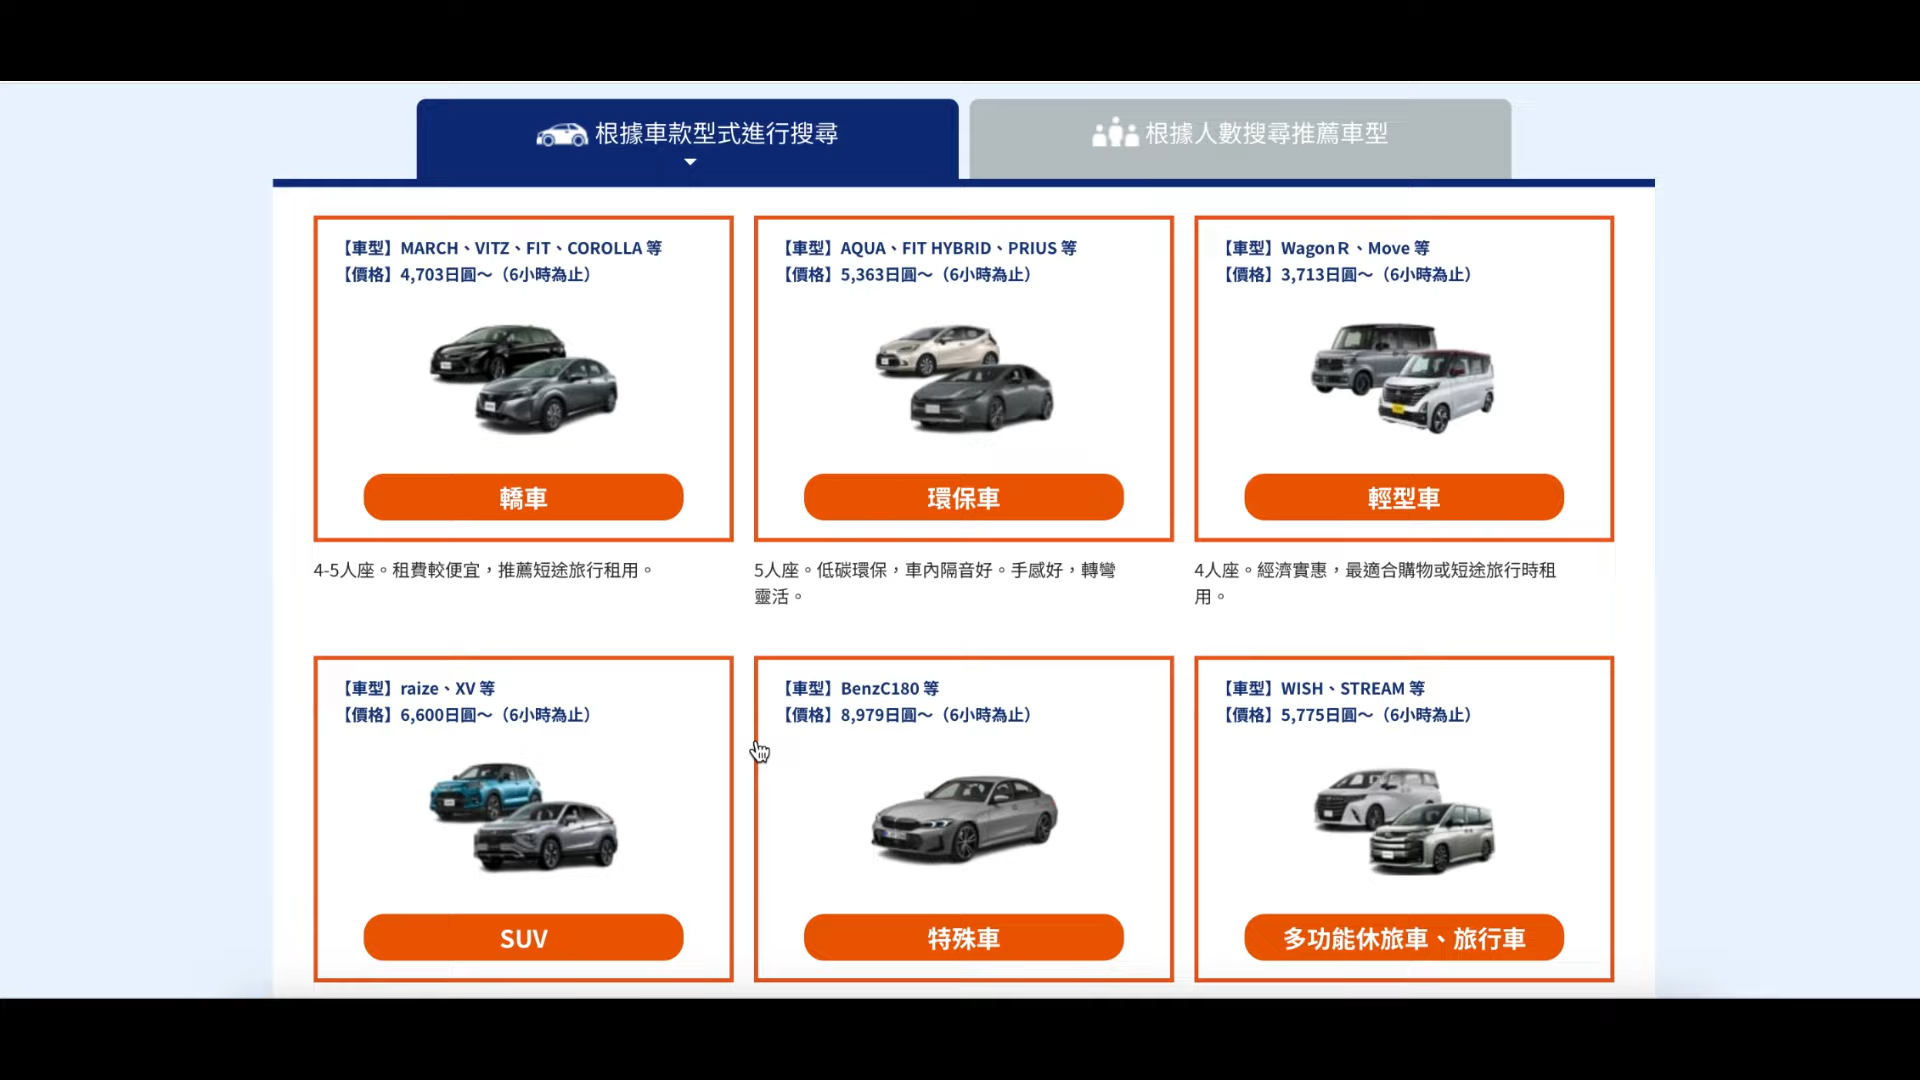 根據車款型式進行搜尋
根據人數搜尋推薦車型
【車型】MARCH、VITZ、FIT、COROLLA 等
【價格】4,703日圓～（6小時為止）
轎車
4-5人座。租費較便宜，推薦短途旅行租用。
【車型】AQUA、FIT HYBRID、PRIUS 等
【價格】5,363日圓～（6小時為止）
環保車
5人座。低碳環保，車內隔音好。手感好，轉彎
靈活。
【車型】WagonＲ、Move 等
【價格】3,713日圓～（6小時為止）
輕型車
4人座。經濟實惠，最適合購物或短途旅行時租
用。
【車型】raize、XV 等
【價格】6,600日圓～（6小時為止）
SUV
【車型】BenzC180 等
【價格】8,979日圓～（6小時為止）
特殊車
【車型】WISH、STREAM 等
【價格】5,775日圓～（6小時為止）
多功能休旅車、旅行車